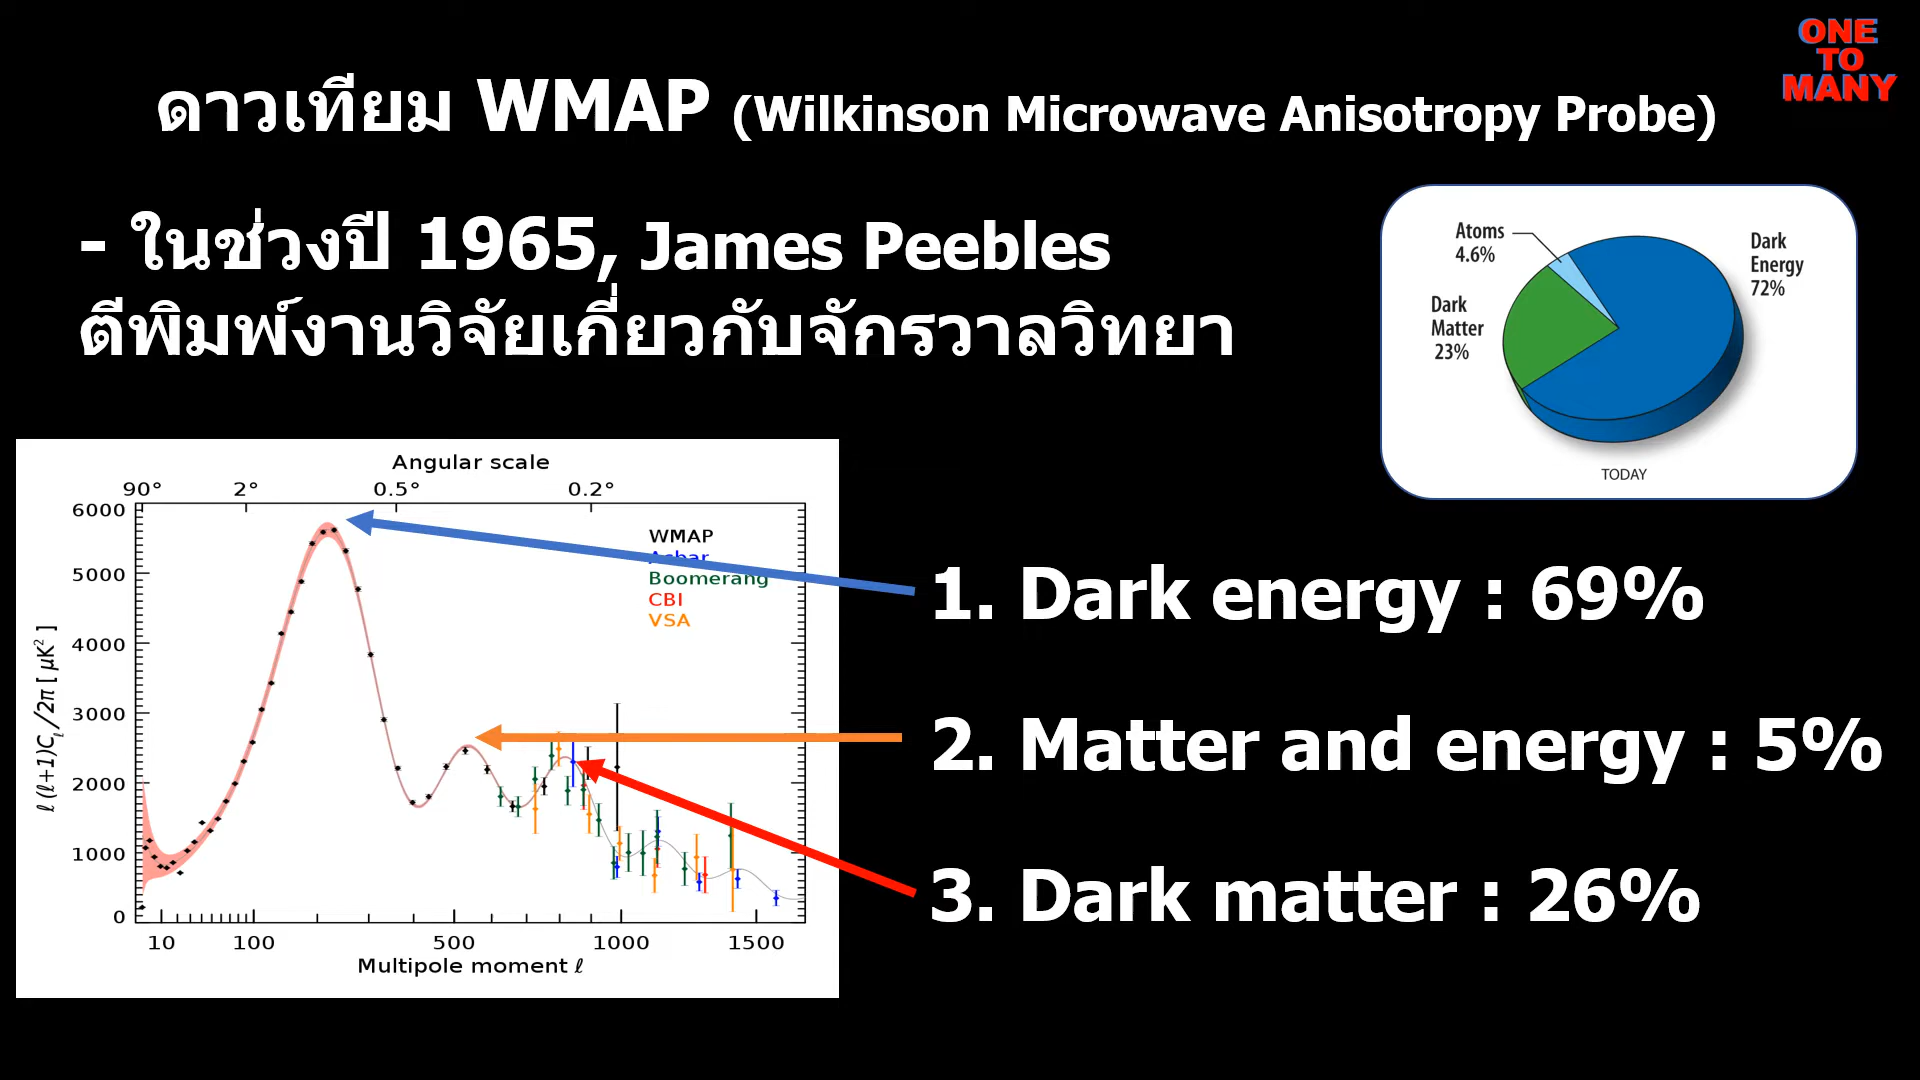 ONE
TO
MANY
ดาวเทียม WMAP (Wilkinson Microwave Anisotropy Probe)
- ในช่วงปี 1965, James Peebles
ตีพิมพ์งานวิจัยเกี่ยวกับจักรวาลวิทยา
Atoms
4.6%
Dark
Energy
72%
Dark
Matter
23%
TODAY
Angular scale
90° 2° 0.5° 0.2°
6000
5000
4000
3000
2000
1000
0
ℓ(ℓ+1)Cℓ/2π [μK²]
WMAP
Acbar
Boomerang
CBI
VSA
10 100 500 1000 1500
Multipole moment ℓ
1. Dark energy : 69%
2. Matter and energy : 5%
3. Dark matter : 26%